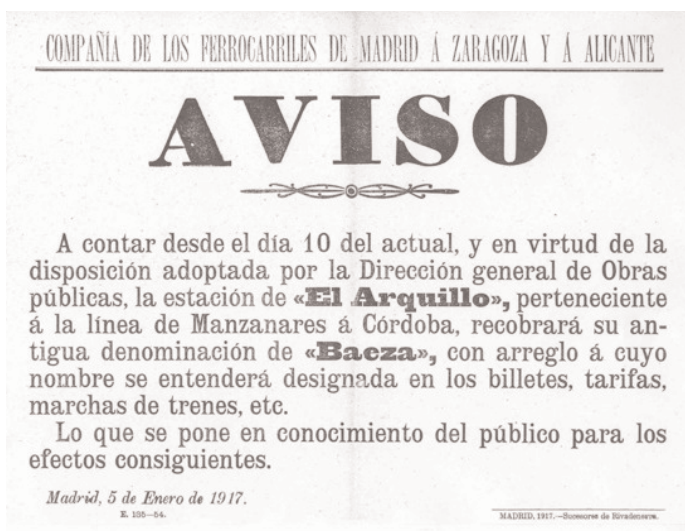 COMPAÑÍA DE LOS FERROCARRILES DE MADRID Á ZARAGOZA Y Á ALICANTE
AVISO
A contar desde el día 10 del actual, y en virtud de la
disposición adoptada por la Dirección general de Obras
públicas, la estación de «El Arquillo», perteneciente
á la línea de Manzanares á Córdoba, recobrará su an-
tigua denominación de «Baeza», con arreglo á cuyo
nombre se entenderá designada en los billetes, tarifas,
marchas de trenes, etc.
Lo que se pone en conocimiento del público para los
efectos consiguientes.
Madrid, 5 de Enero de 1917.
E. 135—54.
MADRID, 1917.—Sucesores de Rivadeneyra.